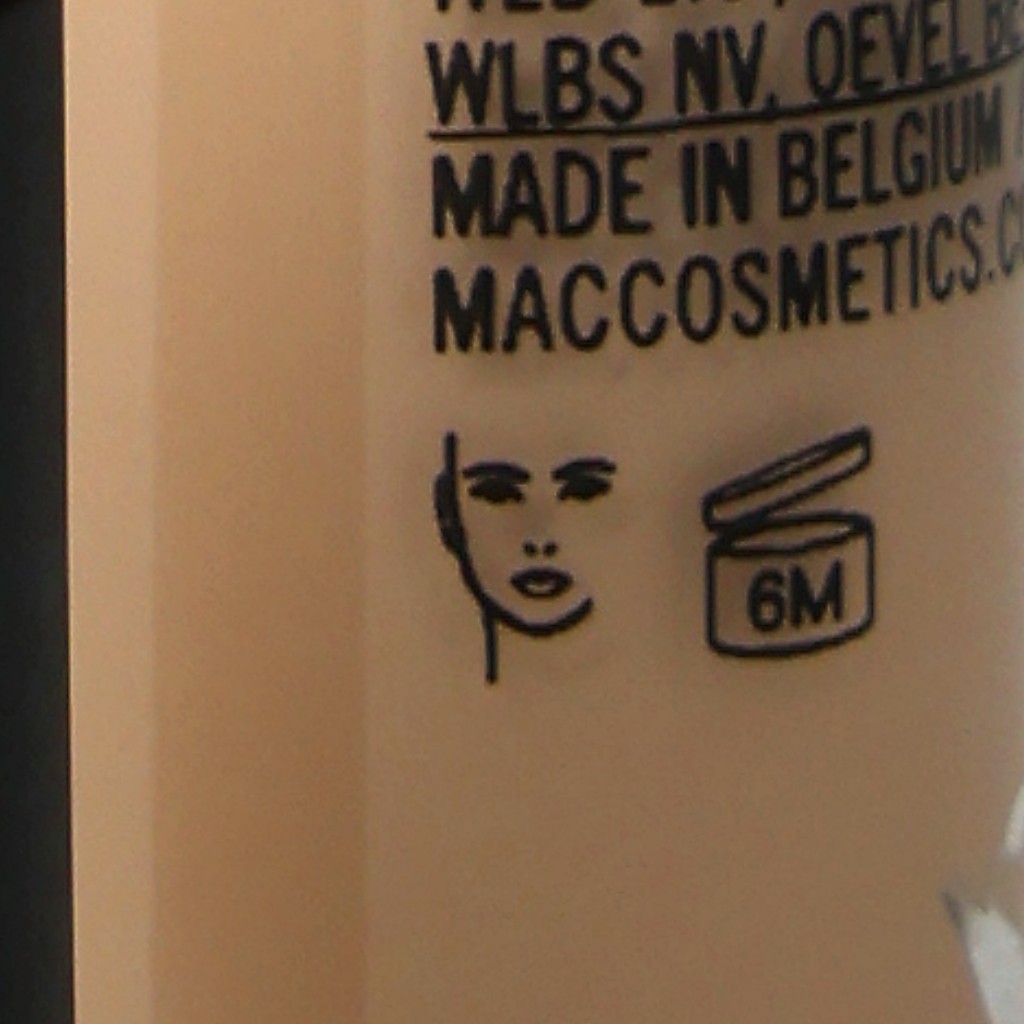 WLBS NV, OEVEL
MADE IN BELGIUM
MACCOSMETICS.
6M